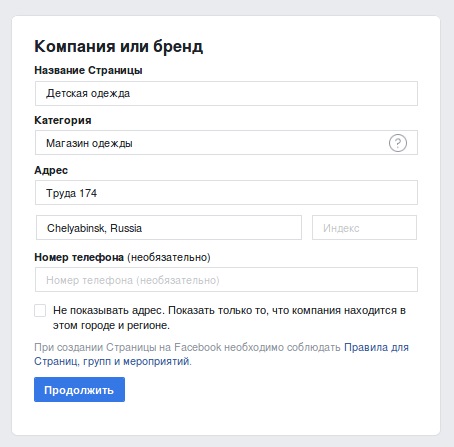 Компания или бренд
Название Страницы
Детская одежда
Категория
Магазин одежды ?
Адрес
Труда 174
Chelyabinsk, Russia Индекс
Номер телефона (необязательно)
Номер телефона (необязательно)
Не показывать адрес. Показать только то, что компания находится в
этом городе и регионе.
При создании Страницы на Facebook необходимо соблюдать Правила для
Страниц, групп и мероприятий.
Продолжить